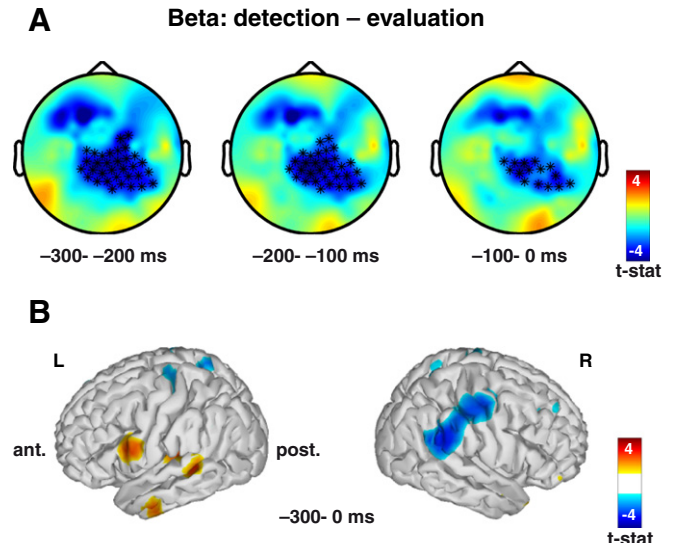 A
Beta: detection – evaluation
–300- –200 ms
–200- –100 ms
–100- 0 ms
4
-4
t-stat
B
L
R
ant.
post.
–300- 0 ms
4
-4
t-stat